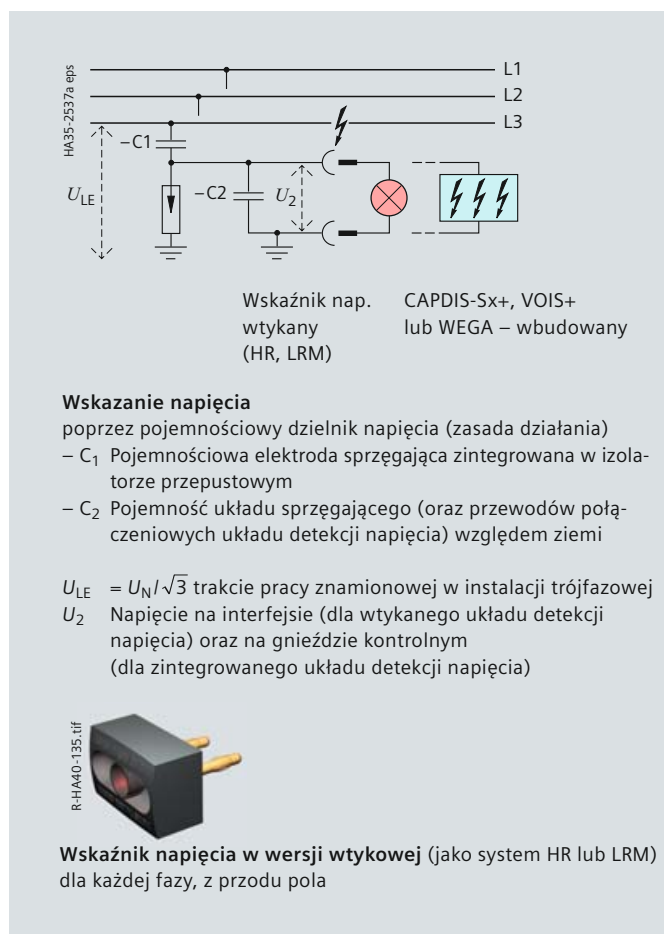 HA35-2537a eps
L1
L2
L3
–C1
U_LE
–C2
U_2
Wskaźnik nap.
wtykany
(HR, LRM)
CAPDIS-Sx+, VOIS+
lub WEGA – wbudowany
Wskazanie napięcia
poprzez pojemnościowy dzielnik napięcia (zasada działania)
– C₁ Pojemnościowa elektroda sprzęgająca zintegrowana w izola-
torze przepustowym
– C₂ Pojemność układu sprzęgającego (oraz przewodów połą-
czeniowych układu detekcji napięcia) względem ziemi
U_LE = U_N/√3 trakcie pracy znamionowej w instalacji trójfazowej
U₂ Napięcie na interfejsie (dla wtykanego układu detekcji
napięcia) oraz na gnieździe kontrolnym
(dla zintegrowanego układu detekcji napięcia)
R-HA40-135.tif
Wskaźnik napięcia w wersji wtykowej (jako system HR lub LRM)
dla każdej fazy, z przodu pola